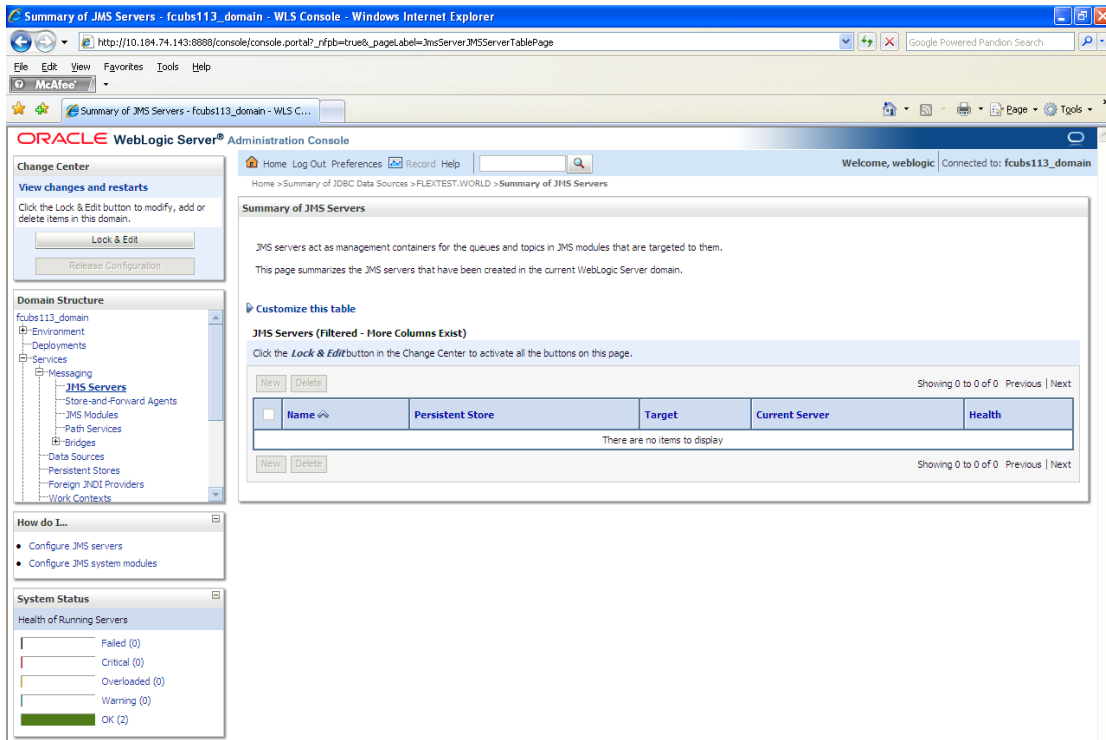 Summary of JMS Servers - fcubs113_domain - WLS Console - Windows Internet Explorer
http://10.184.74.143:8888/console/console.portal?_nfpb=true&_pageLabel=JmsServerJMSServerTablePage
Google Powered Pandion Search
File Edit View Favorites Tools Help
McAfee
Summary of JMS Servers - fcubs113_domain - WLS C...
Page Tools
ORACLE WebLogic Server® Administration Console
Change Center
View changes and restarts
Click the Lock & Edit button to modify, add or
delete items in this domain.
Lock & Edit
Release Configuration
Domain Structure
fcubs113_domain
Environment
Deployments
Services
Messaging
JMS Servers
Store-and-Forward Agents
JMS Modules
Path Services
Bridges
Data Sources
Persistent Stores
Foreign JNDI Providers
Work Contexts
How do I...
Configure JMS servers
Configure JMS system modules
System Status
Health of Running Servers
Failed (0)
Critical (0)
Overloaded (0)
Warning (0)
OK (2)
Home Log Out Preferences Record Help
Welcome, weblogic Connected to: fcubs113_domain
Home >Summary of JDBC Data Sources >FLEXTEST.WORLD >Summary of JMS Servers
Summary of JMS Servers
JMS servers act as management containers for the queues and topics in JMS modules that are targeted to them.
This page summarizes the JMS servers that have been created in the current WebLogic Server domain.
Customize this table
JMS Servers (Filtered - More Columns Exist)
Click the Lock & Edit button in the Change Center to activate all the buttons on this page.
New Delete Showing 0 to 0 of 0 Previous | Next
Name Persistent Store Target Current Server Health
There are no items to display
New Delete Showing 0 to 0 of 0 Previous | Next